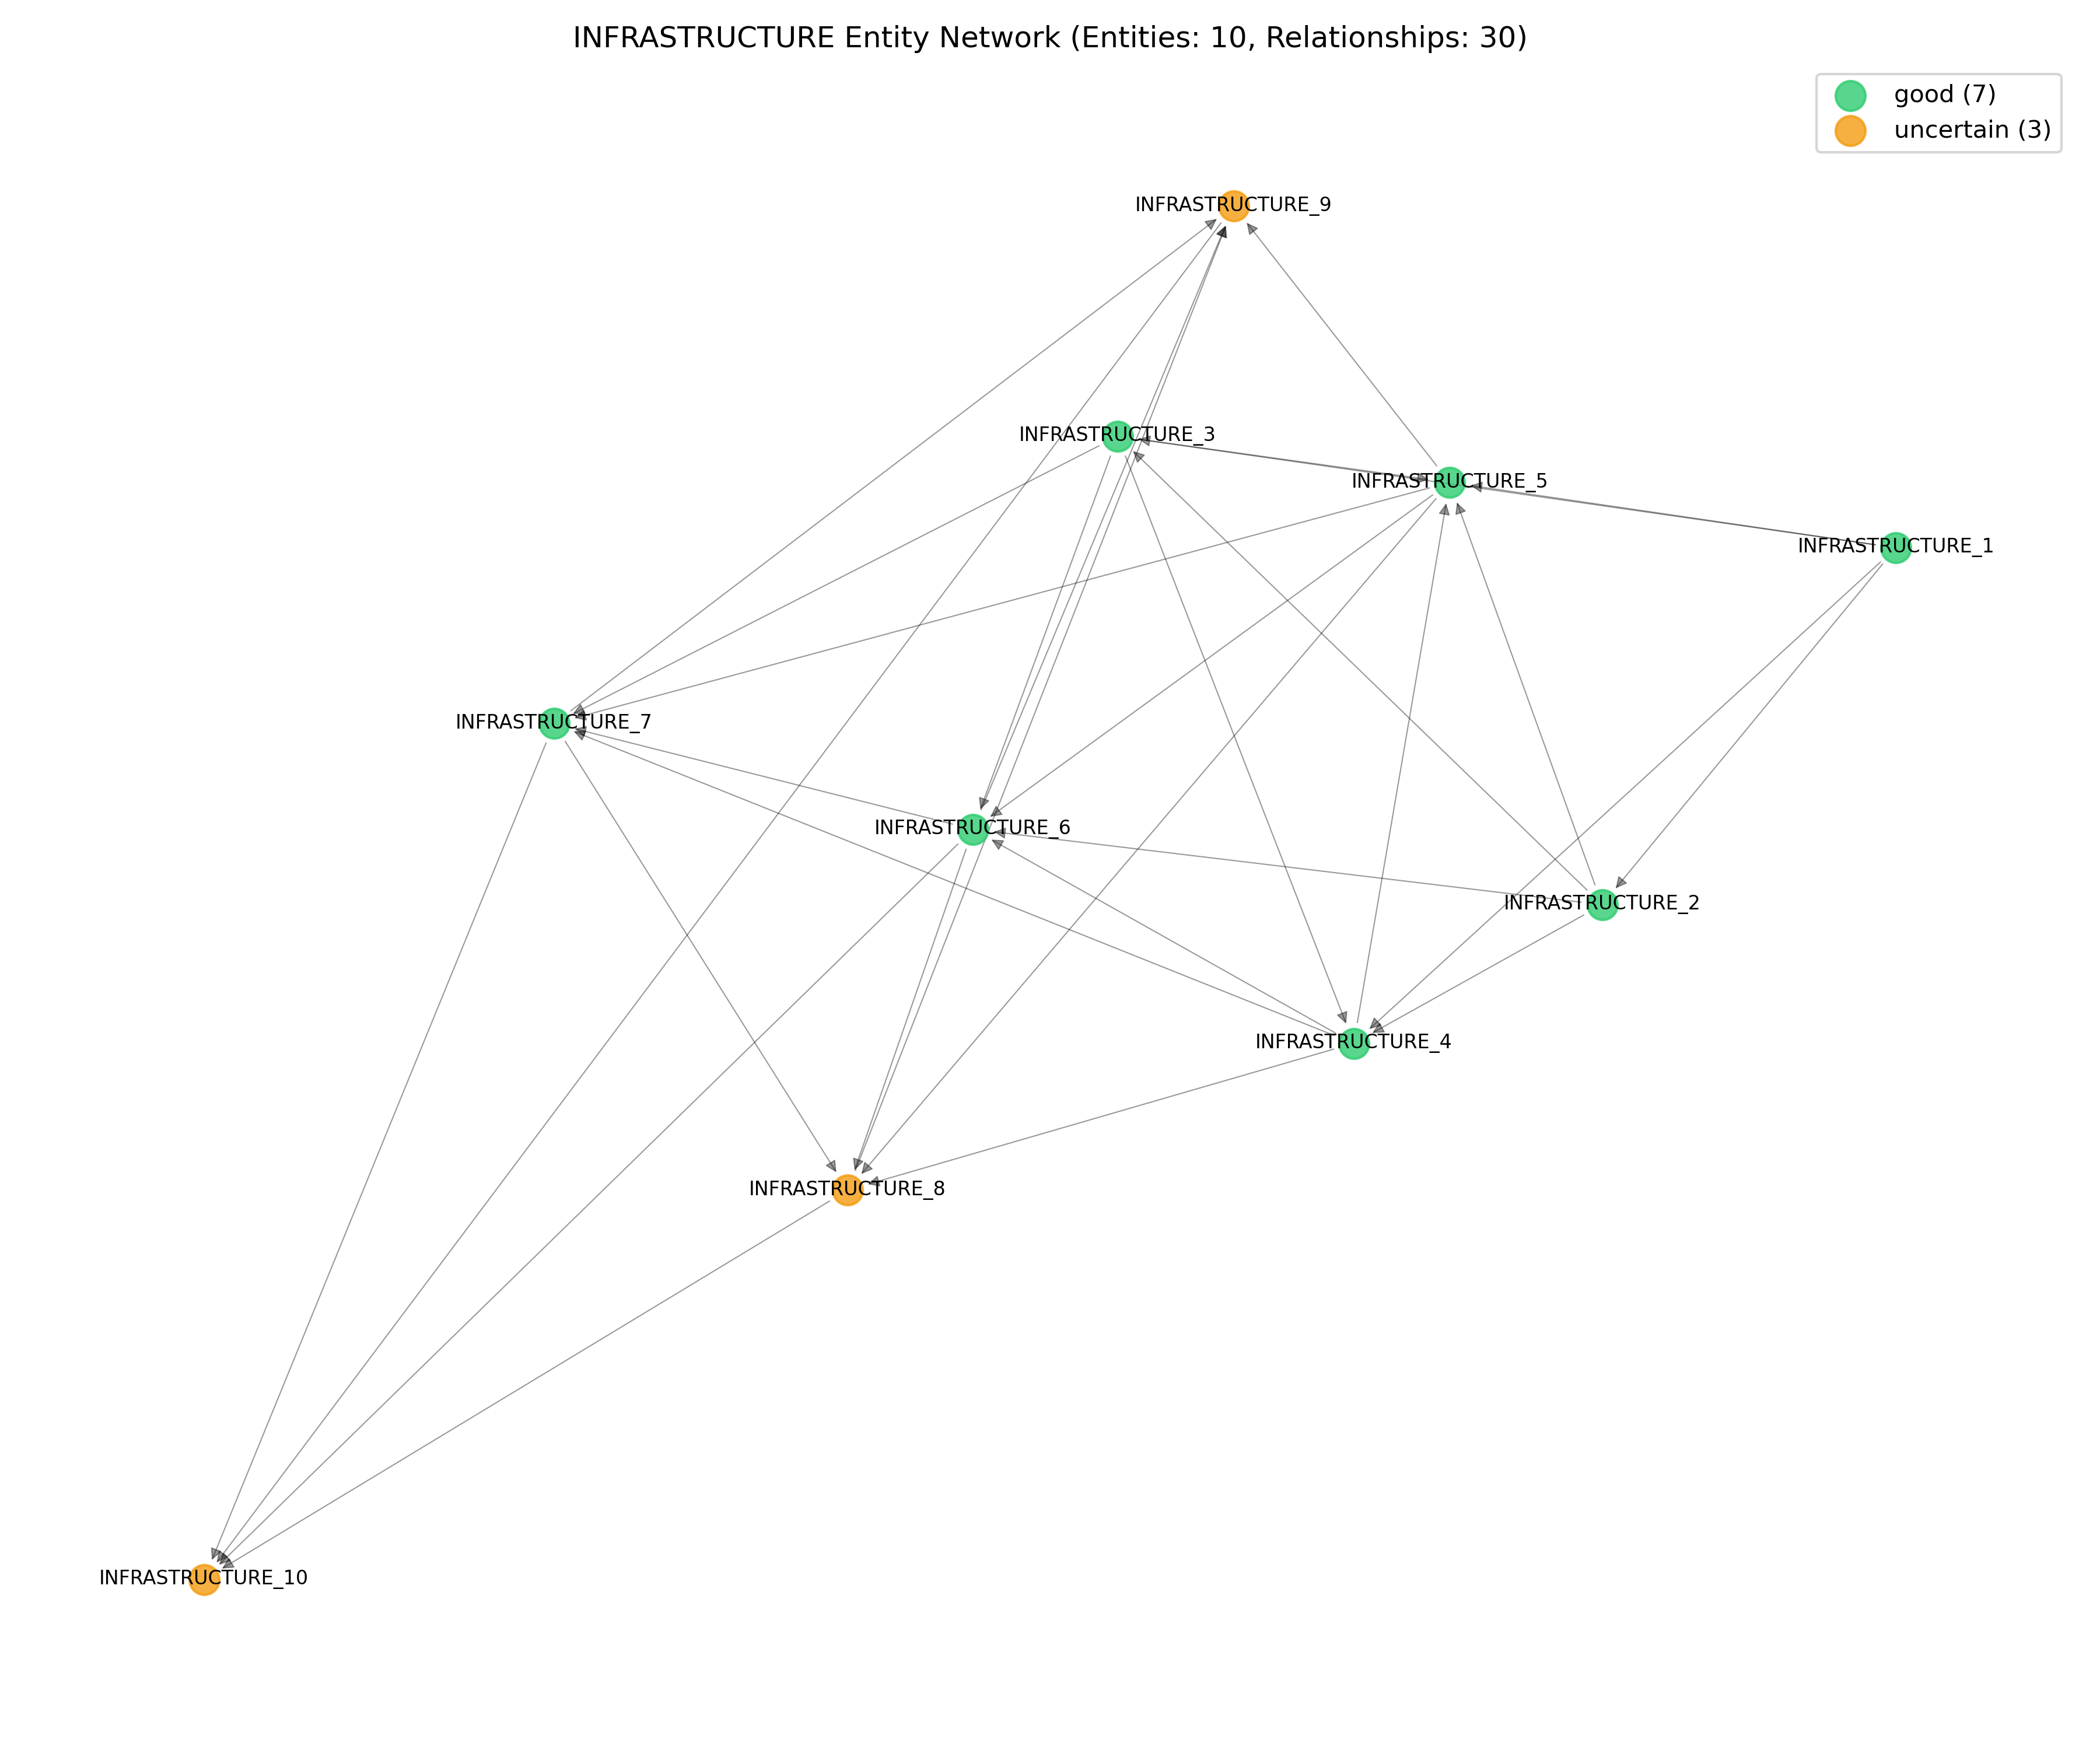 INFRASTRUCTURE Entity Network (Entities: 10, Relationships: 30)
good (7)
uncertain (3)
INFRASTRUCTURE_9
INFRASTRUCTURE_3
INFRASTRUCTURE_5
INFRASTRUCTURE_1
INFRASTRUCTURE_7
INFRASTRUCTURE_6
INFRASTRUCTURE_2
INFRASTRUCTURE_4
INFRASTRUCTURE_8
INFRASTRUCTURE_10